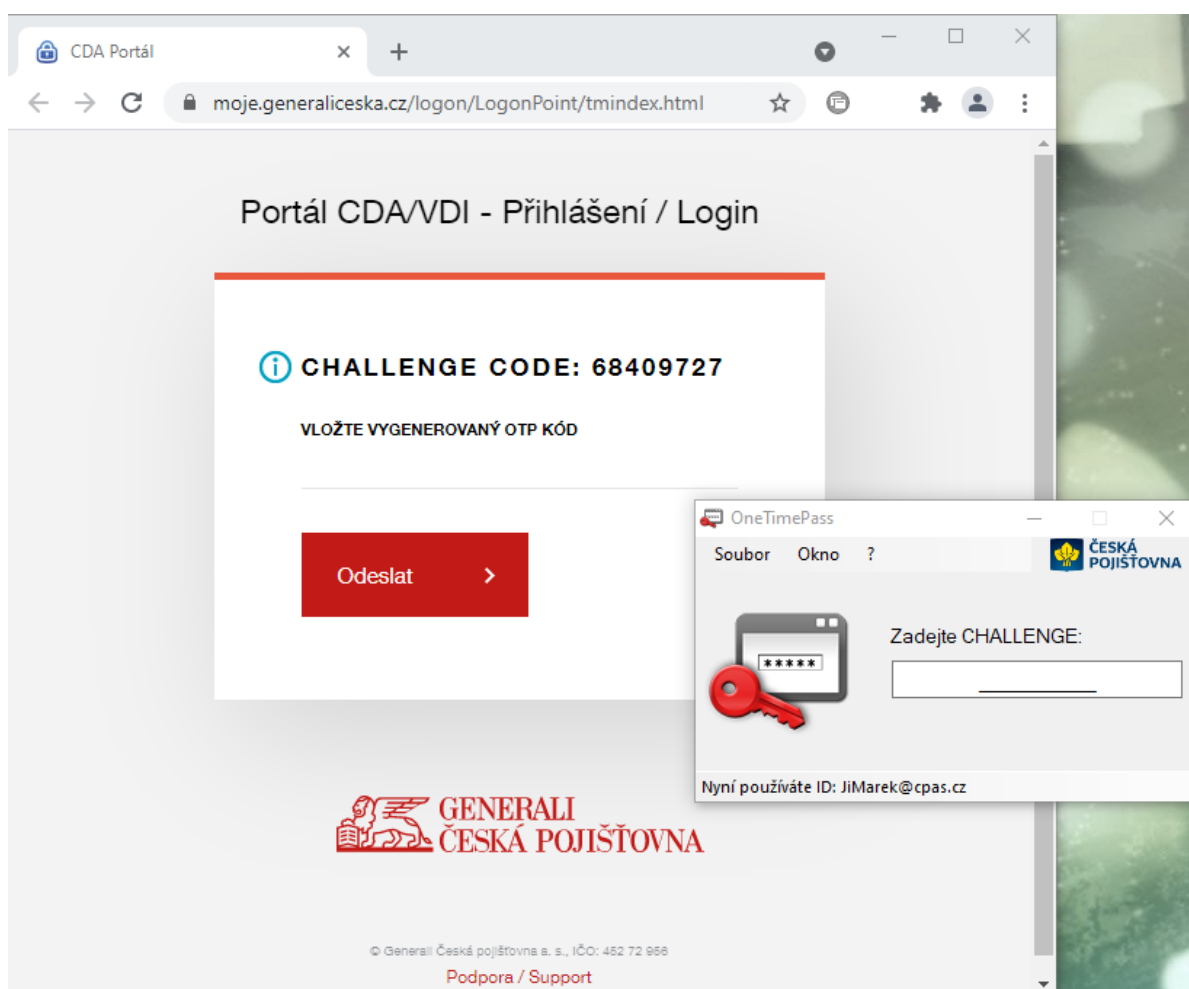 CDA Portál
moje.generaliceska.cz/logon/LogonPoint/tmindex.html
Portál CDA/VDI - Přihlášení / Login
CHALLENGE CODE: 68409727
VLOŽTE VYGENEROVANÝ OTP KÓD
Odeslat
OneTimePass
Soubor Okno ?
ČESKÁ
POJIŠŤOVNA
Zadejte CHALLENGE:
*****
Nyní používáte ID: JiMarek@cpas.cz
GENERALI
ČESKÁ POJIŠŤOVNA
© Generali Česká pojišťovna a. s., IČO: 452 72 956
Podpora / Support